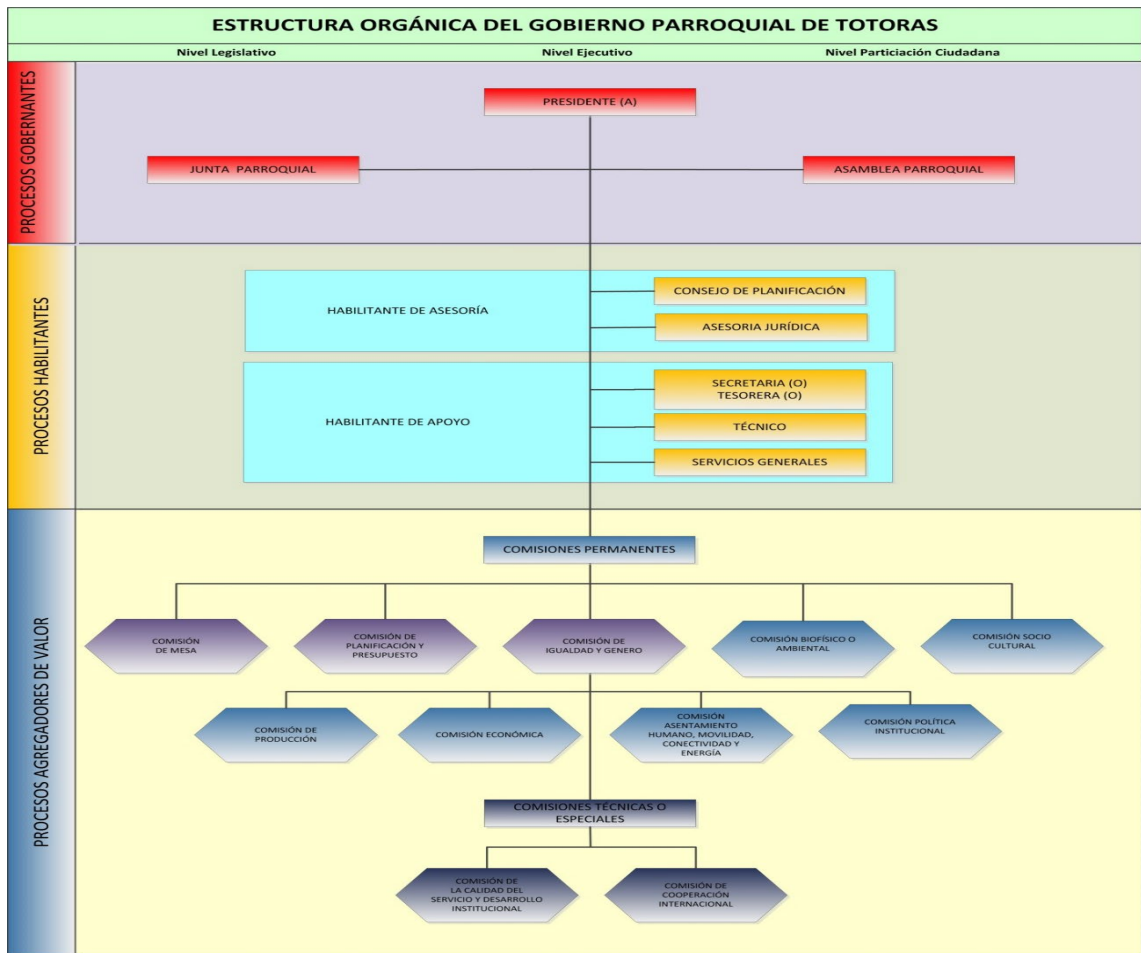 ESTRUCTURA ORGÁNICA DEL GOBIERNO PARROQUIAL DE TOTORAS
Nivel Legislativo
Nivel Ejecutivo
Nivel Particiación Ciudadana
PROCESOS GOBERNANTES
PRESIDENTE (A)
JUNTA PARROQUIAL
ASAMBLEA PARROQUIAL
PROCESOS HABILITANTES
HABILITANTE DE ASESORÍA
CONSEJO DE PLANIFICACIÓN
ASESORIA JURÍDICA
HABILITANTE DE APOYO
SECRETARIA (O)
TESORERA (O)
TÉCNICO
SERVICIOS GENERALES
PROCESOS AGREGADORES DE VALOR
COMISIONES PERMANENTES
COMISIÓN
DE MESA
COMISIÓN DE
PLANIFICACIÓN Y
PRESUPUESTO
COMISIÓN DE
IGUALDAD Y GENERO
COMISIÓN BIOFÍSICO O
AMBIENTAL
COMISIÓN SOCIO
CULTURAL
COMISIÓN DE
PRODUCCIÓN
COMISIÓN ECONÓMICA
COMISIÓN
ASENTAMIENTO
HUMANO, MOVILIDAD,
CONECTIVIDAD Y
ENERGÍA
COMISIÓN POLÍTICA
INSTITUCIONAL
COMISIONES TÉCNICAS O
ESPECIALES
COMISIÓN DE
LA CALIDAD DEL
SERVICIO Y DESARROLLO
INSTITUCIONAL
COMISIÓN DE
COOPERACIÓN
INTERNACIONAL